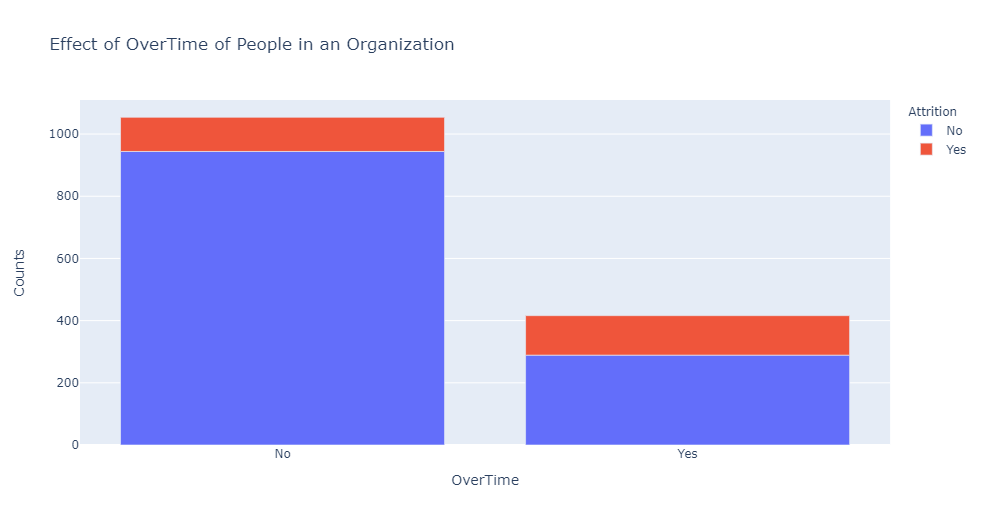 Effect of OverTime of People in an Organization
Attrition
No
Yes
1000
800
600
400
200
0
Counts
No
Yes
OverTime